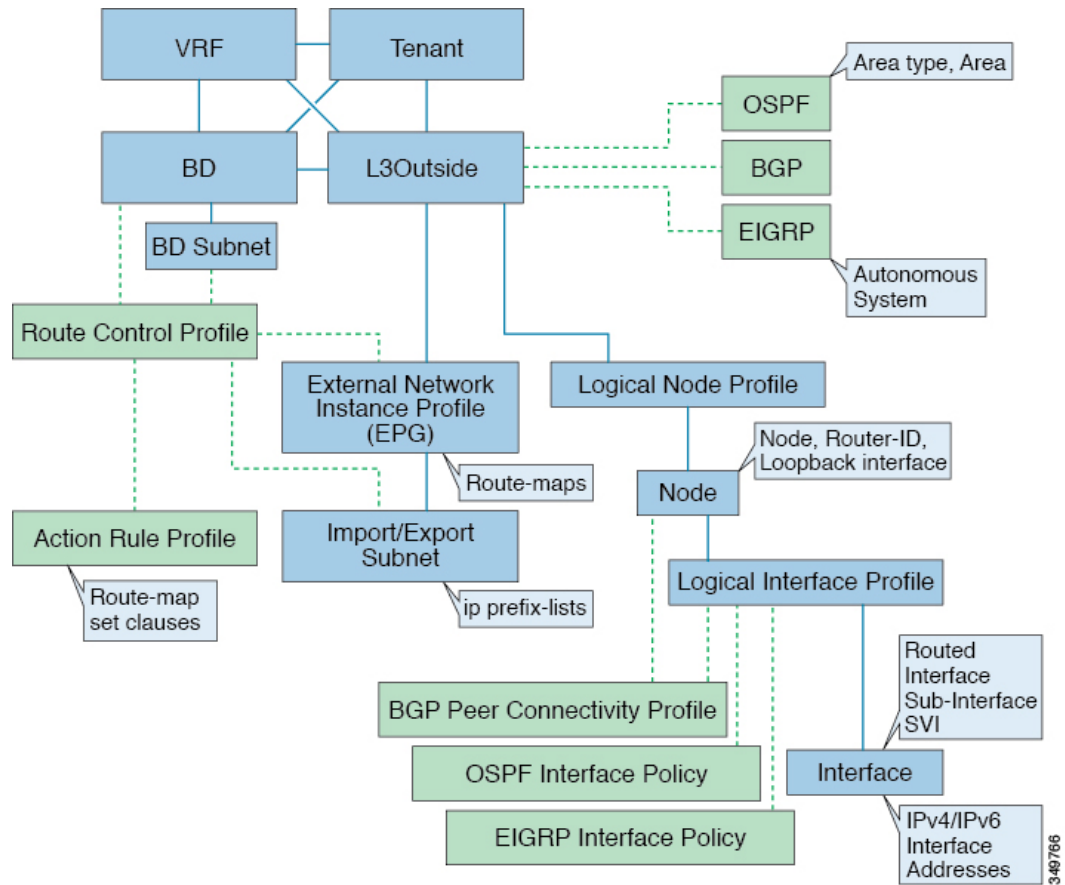 VRF
Tenant
Area type, Area
OSPF
BD
L3Outside
BGP
BD Subnet
EIGRP
Autonomous
System
Route Control Profile
External Network
Instance Profile
(EPG)
Logical Node Profile
Node, Router-ID,
Loopback interface
Route-maps
Node
Action Rule Profile
Import/Export
Subnet
Route-map
set clauses
ip prefix-lists
Logical Interface Profile
Routed
Interface
Sub-Interface
SVI
BGP Peer Connectivity Profile
OSPF Interface Policy
Interface
EIGRP Interface Policy
IPv4/IPv6
Interface
Addresses
349766